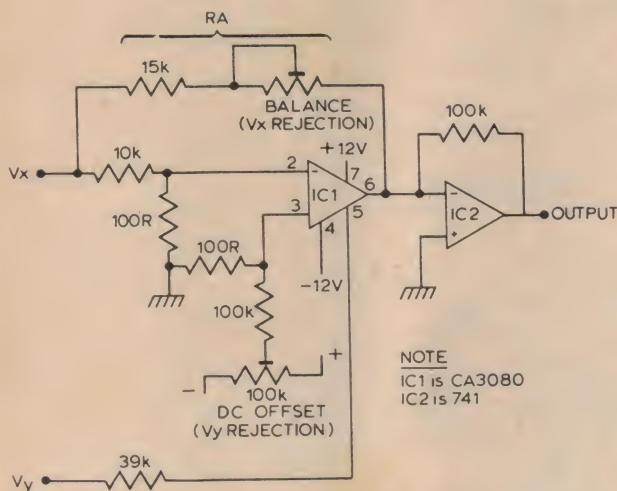 RA
15k
BALANCE
(Vx REJECTION)
100k
+12V
Vx
10k
2
-
7
IC1
6
-
IC2
+
OUTPUT
100R
3
+
4
5
100R
-12V
100k
- +
100k
DC OFFSET
(Vy REJECTION)
NOTE
IC1 is CA3080
IC2 is 741
39k
Vy